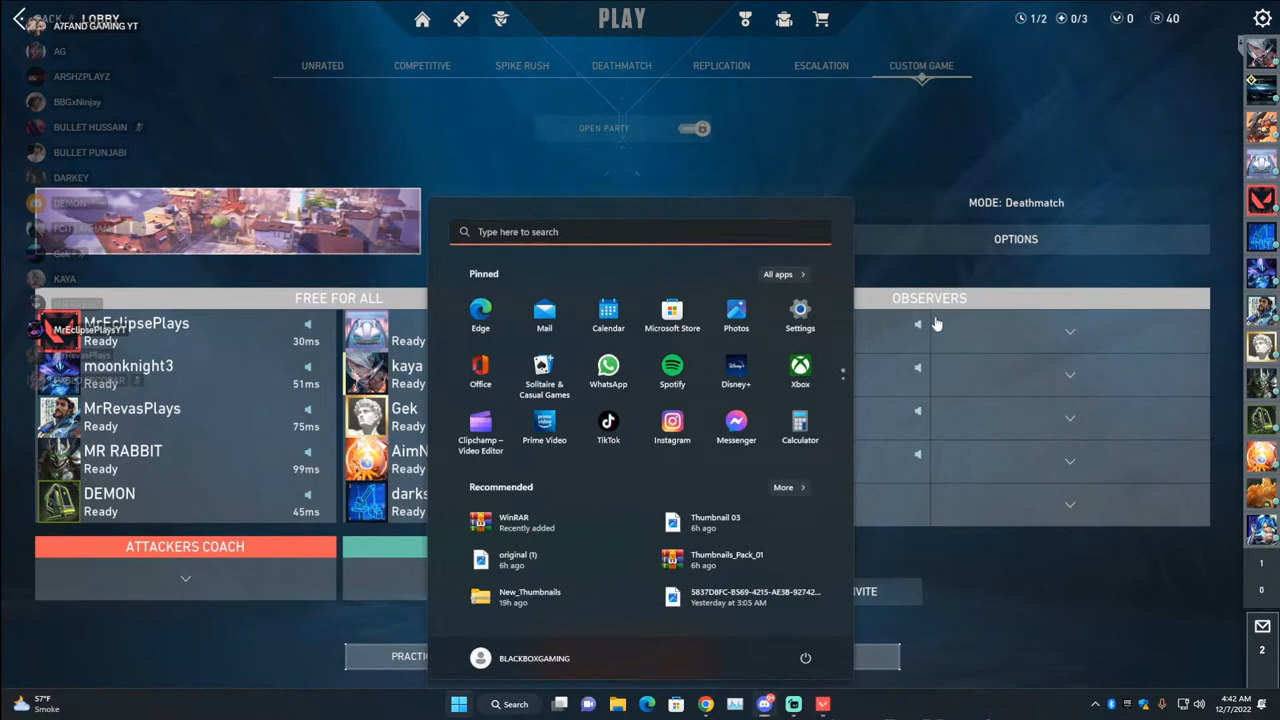 BACK // LOBBY
PLAY
1/2
0/3
0
40
A7FAND GAMING YT
AG
ARSHZPLAYZ
BBGxNinjay
BULLET HUSSAIN
BULLET PUNJABI
DARKEY
DEMON
Gek
KAYA
MR RABBIT
MrEclipsePlaysYT
MrRevasPlays
UNRATED
COMPETITIVE
SPIKE RUSH
DEATHMATCH
REPLICATION
ESCALATION
CUSTOM GAME
OPEN PARTY
MODE: Deathmatch
OPTIONS
FREE FOR ALL
OBSERVERS
MrEclipsePlays
30ms
moonknight3
Ready
51ms
MrRevasPlays
Ready
75ms
MR RABBIT
Ready
99ms
DEMON
Ready
45ms
Ready
kaya
Ready
Gek
Ready
AimN
Ready
darks
Ready
ATTACKERS COACH
PRACTI
Type here to search
Pinned
All apps
Edge
Mail
Calendar
Microsoft Store
Photos
Settings
Office
Solitaire &
Casual Games
WhatsApp
Spotify
Disney+
Xbox
Clipchamp –
Video Editor
Prime Video
TikTok
Instagram
Messenger
Calculator
Recommended
More
WinRAR
Recently added
Thumbnail 03
6h ago
original (1)
6h ago
Thumbnails_Pack_01
6h ago
New_Thumbnails
19h ago
5837D8FC-B569-4215-AE3B-92742...
Yesterday at 3:05 AM
BLACKBOXGAMING
1
0
2
57°F
Smoke
Search
4:42 AM
12/7/2022